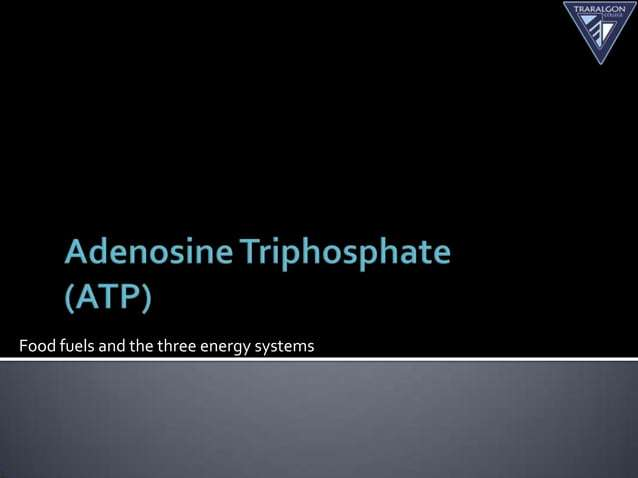 TRARALGON
COLLEGE
Adenosine Triphosphate
(ATP)
Food fuels and the three energy systems